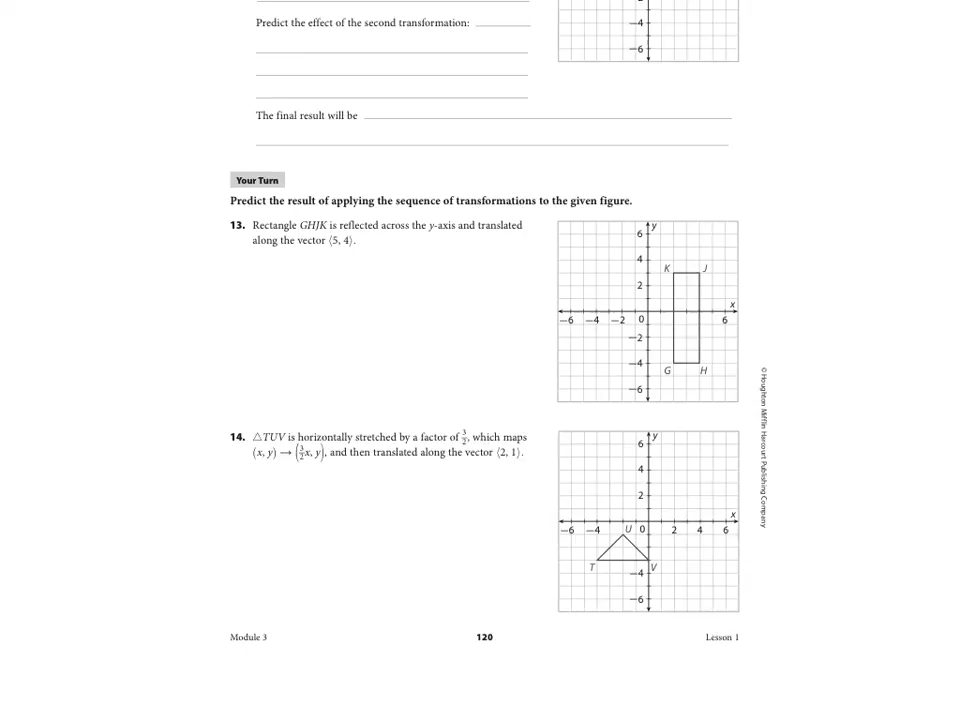 Predict the effect of the second transformation:
−4
−6
The final result will be
Your Turn
Predict the result of applying the sequence of transformations to the given figure.
13. Rectangle GHJK is reflected across the y-axis and translated
along the vector ⟨5, 4⟩.
y
6
4
K J
2
x
−6 −4 −2 0 6
−2
−4
G H
−6
14. △TUV is horizontally stretched by a factor of 3/2, which maps
(x, y) → (3/2x, y), and then translated along the vector ⟨2, 1⟩.
y
6
4
2
x
−6 −4 U 0 2 4 6
T V
−4
−6
© Houghton Mifflin Harcourt Publishing Company
Module 3 120 Lesson 1